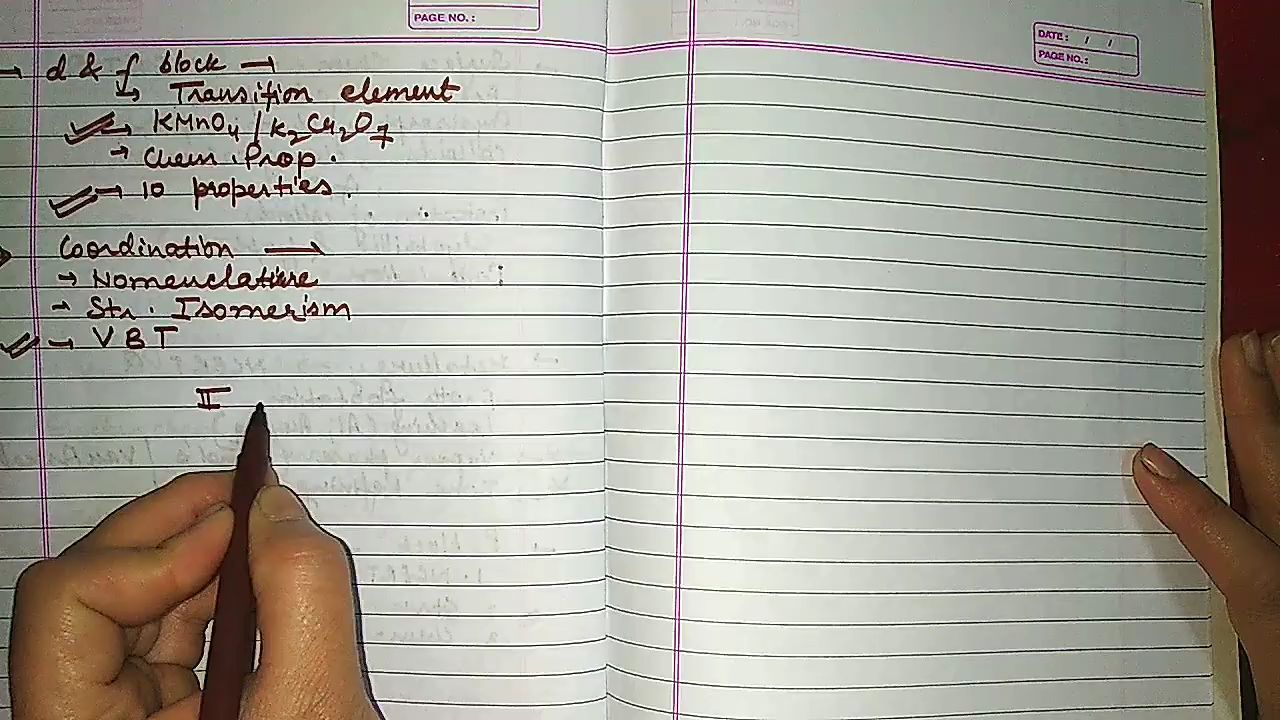 PAGE NO.:
DATE: / /
PAGE NO.:
→ d & f block →
↳ Transition element
→ KMnO4 / K2Cr2O7
→ Chem. Prop.
→ 10 properties.
Coordination →
→ Nomenclature
→ Str. Isomerism
→ V B T
II